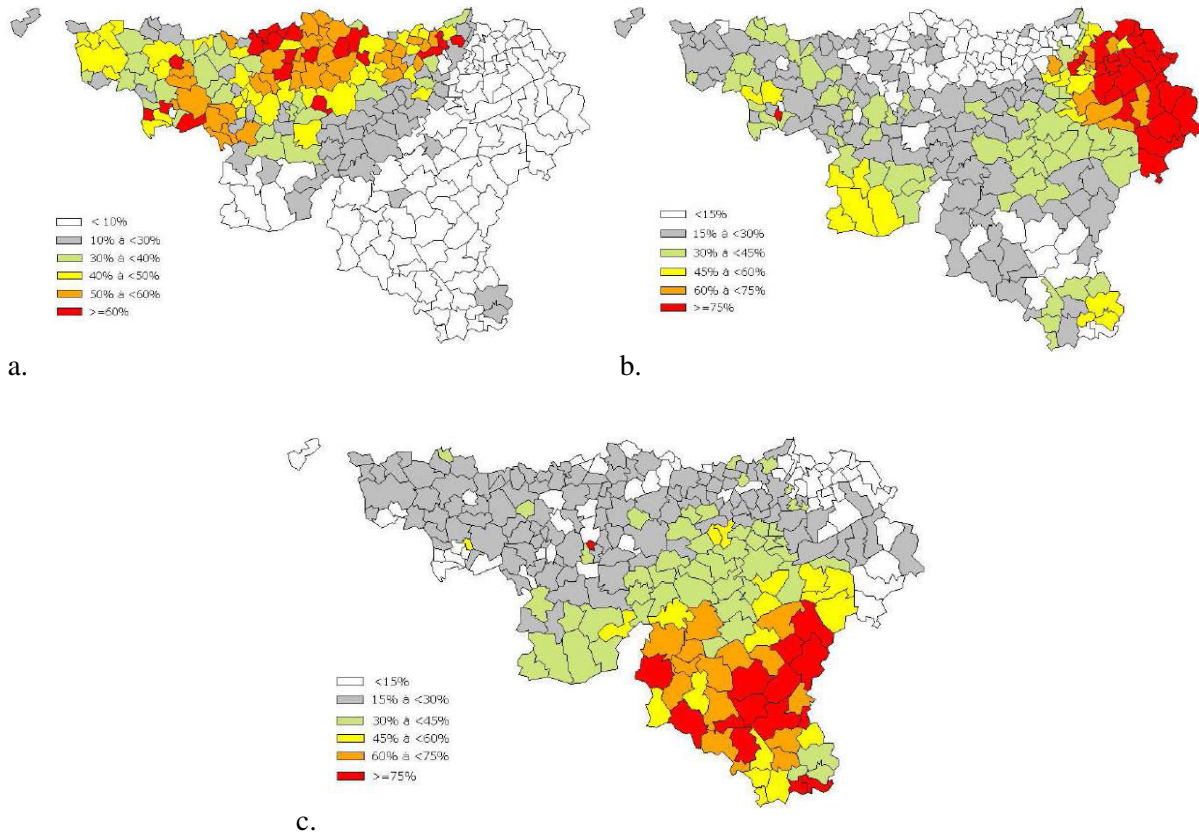 < 10%
10% à <30%
30% à <40%
40% à <50%
50% à <60%
>=60%
a.
<15%
15% à <30%
30% à <45%
45% à <60%
60% à <75%
>=75%
b.
<15%
15% à <30%
30% à <45%
45% à <60%
60% à <75%
>=75%
c.